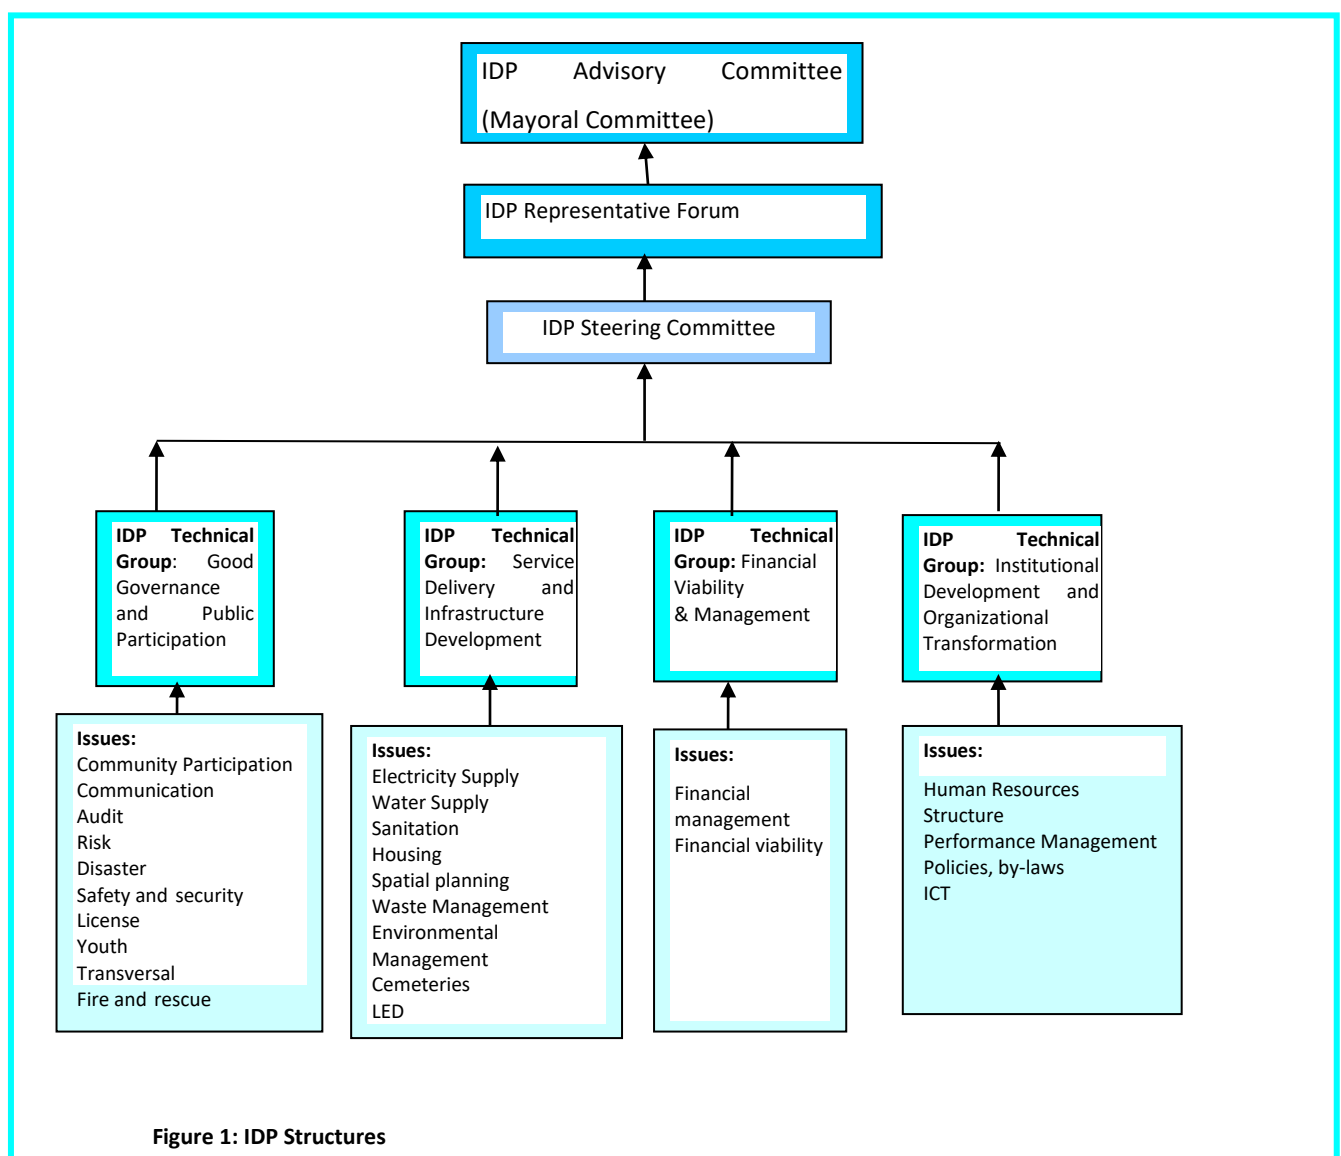 IDP Advisory Committee
(Mayoral Committee)
IDP Representative Forum
IDP Steering Committee
IDP Technical
Group: Good
Governance
and Public
Participation
IDP Technical
Group: Service
Delivery and
Infrastructure
Development
IDP Technical
Group: Financial
Viability
& Management
IDP Technical
Group: Institutional
Development and
Organizational
Transformation
Issues:
Community Participation
Communication
Audit
Risk
Disaster
Safety and security
License
Youth
Transversal
Fire and rescue
Issues:
Electricity Supply
Water Supply
Sanitation
Housing
Spatial planning
Waste Management
Environmental
Management
Cemeteries
LED
Issues:
Financial
management
Financial viability
Issues:
Human Resources
Structure
Performance Management
Policies, by-laws
ICT
Figure 1: IDP Structures